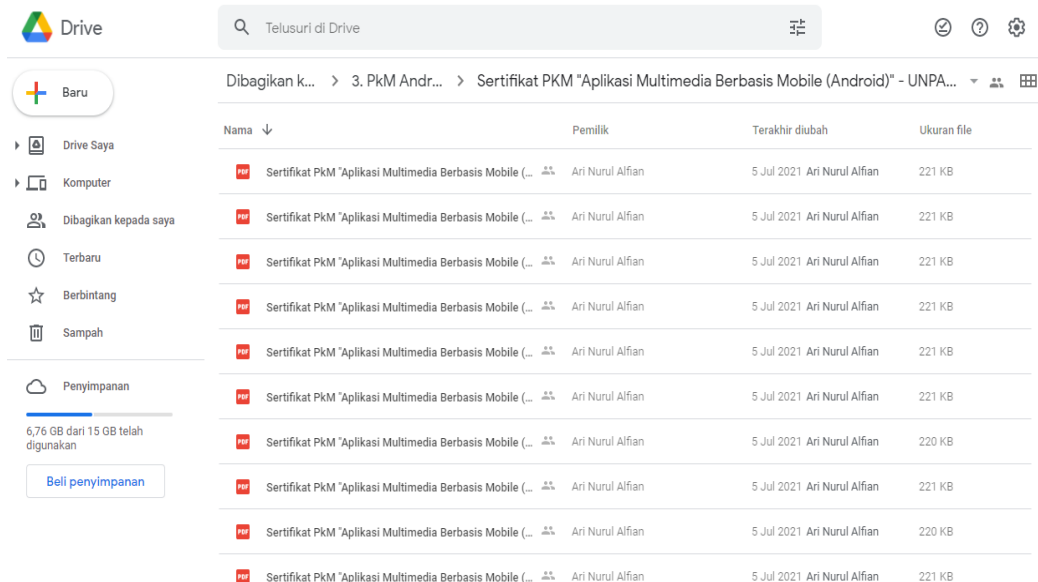 Drive
Telusuri di Drive
Baru
Dibagikan k... > 3. PkM Andr... > Sertifikat PKM "Aplikasi Multimedia Berbasis Mobile (Android)" - UNPA...
Nama Pemilik Terakhir diubah Ukuran file
Drive Saya
Komputer
Dibagikan kepada saya
Terbaru
Berbintang
Sampah
Penyimpanan
6,76 GB dari 15 GB telah
digunakan
Beli penyimpanan
PDF Sertifikat PkM "Aplikasi Multimedia Berbasis Mobile (... Ari Nurul Alfian 5 Jul 2021 Ari Nurul Alfian 221 KB
PDF Sertifikat PkM "Aplikasi Multimedia Berbasis Mobile (... Ari Nurul Alfian 5 Jul 2021 Ari Nurul Alfian 221 KB
PDF Sertifikat PkM "Aplikasi Multimedia Berbasis Mobile (... Ari Nurul Alfian 5 Jul 2021 Ari Nurul Alfian 221 KB
PDF Sertifikat PkM "Aplikasi Multimedia Berbasis Mobile (... Ari Nurul Alfian 5 Jul 2021 Ari Nurul Alfian 221 KB
PDF Sertifikat PkM "Aplikasi Multimedia Berbasis Mobile (... Ari Nurul Alfian 5 Jul 2021 Ari Nurul Alfian 221 KB
PDF Sertifikat PkM "Aplikasi Multimedia Berbasis Mobile (... Ari Nurul Alfian 5 Jul 2021 Ari Nurul Alfian 221 KB
PDF Sertifikat PkM "Aplikasi Multimedia Berbasis Mobile (... Ari Nurul Alfian 5 Jul 2021 Ari Nurul Alfian 220 KB
PDF Sertifikat PkM "Aplikasi Multimedia Berbasis Mobile (... Ari Nurul Alfian 5 Jul 2021 Ari Nurul Alfian 221 KB
PDF Sertifikat PkM "Aplikasi Multimedia Berbasis Mobile (... Ari Nurul Alfian 5 Jul 2021 Ari Nurul Alfian 220 KB
PDF Sertifikat PkM "Aplikasi Multimedia Berbasis Mobile (... Ari Nurul Alfian 5 Jul 2021 Ari Nurul Alfian 221 KB